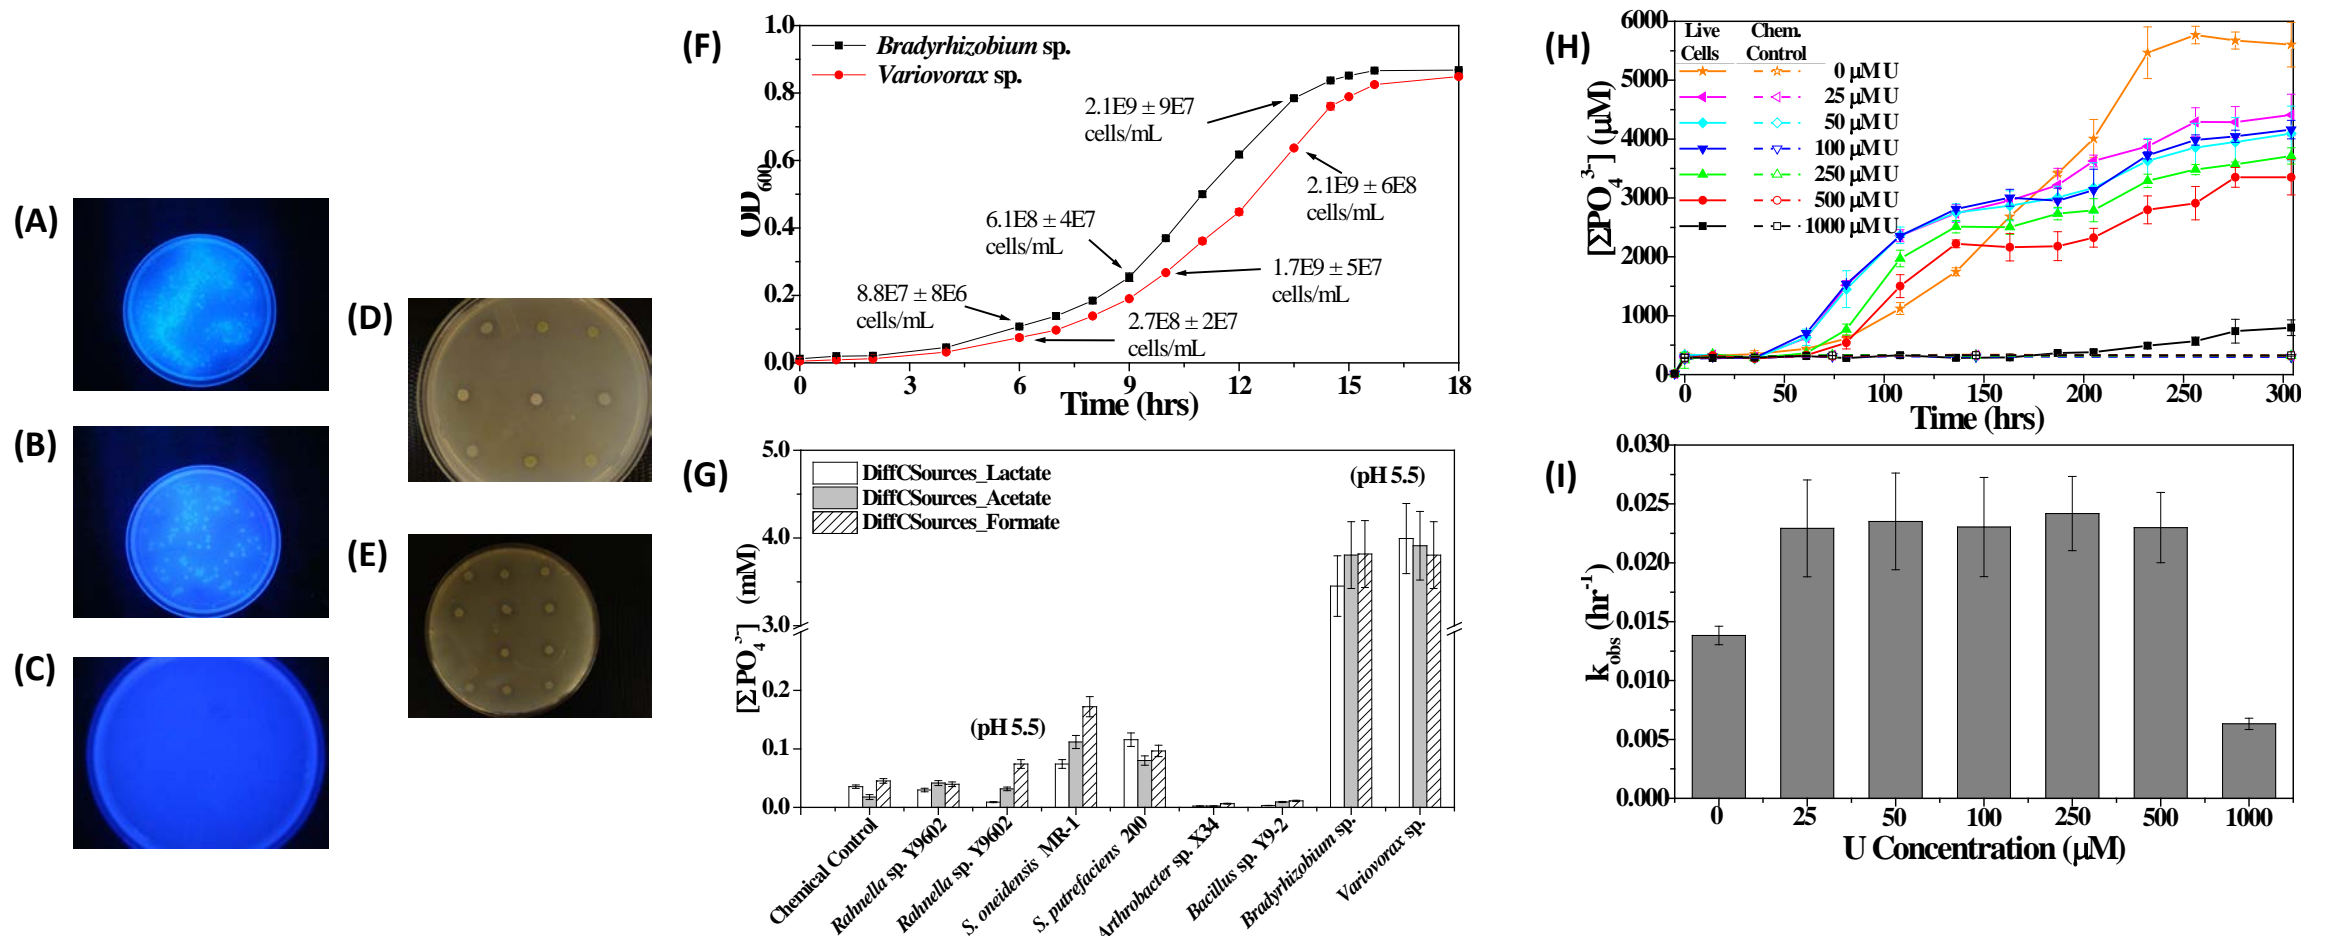 (A)
(B)
(C)
(D)
(E)
(F)
1.0
0.8
0.6
0.4
0.2
0.0
OD600
Bradyrhizobium sp.
Variovorax sp.
2.1E9 ± 9E7
cells/mL
6.1E8 ± 4E7
cells/mL
8.8E7 ± 8E6
cells/mL
2.1E9 ± 6E8
cells/mL
1.7E9 ± 5E7
cells/mL
2.7E8 ± 2E7
cells/mL
0 3 6 9 12 15 18
Time (hrs)
(G)
5.0
4.0
3.0
0.2
0.1
0.0
[ΣPO4 3-] (mM)
DiffCSources_Lactate
DiffCSources_Acetate
DiffCSources_Formate
(pH 5.5)
(pH 5.5)
Chemical Control
Rahnella sp. Y9602
Rahnella sp. Y9602
S. oneidensis MR-1
S. putrefaciens 200
Arthrobacter sp. X34
Bacillus sp. Y9-2
Bradyrhizobium sp.
Variovorax sp.
(H)
6000
5000
4000
3000
2000
1000
0
[ΣPO4 3-] (µM)
Live Chem.
Cells Control
0 µM U
25 µM U
50 µM U
100 µM U
250 µM U
500 µM U
1000 µM U
0 50 100 150 200 250 300
Time (hrs)
(I)
0.030
0.025
0.020
0.015
0.010
0.005
0.000
kobs (hr-1)
0 25 50 100 250 500 1000
U Concentration (µM)